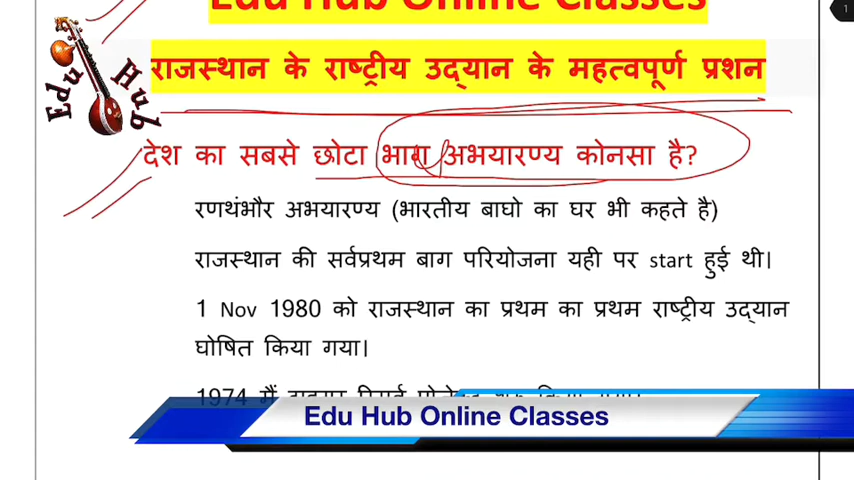 Edu Hub Online Classes
Edu Hub
राजस्थान के राष्ट्रीय उद्यान के महत्वपूर्ण प्रशन
देश का सबसे छोटा भाग अभयारण्य कोनसा है?
रणथंभौर अभयारण्य (भारतीय बाघो का घर भी कहते है)
राजस्थान की सर्वप्रथम बाग परियोजना यही पर start हुई थी।
1 Nov 1980 को राजस्थान का प्रथम का प्रथम राष्ट्रीय उद्यान
घोषित किया गया।
1974 मैं
Edu Hub Online Classes
1